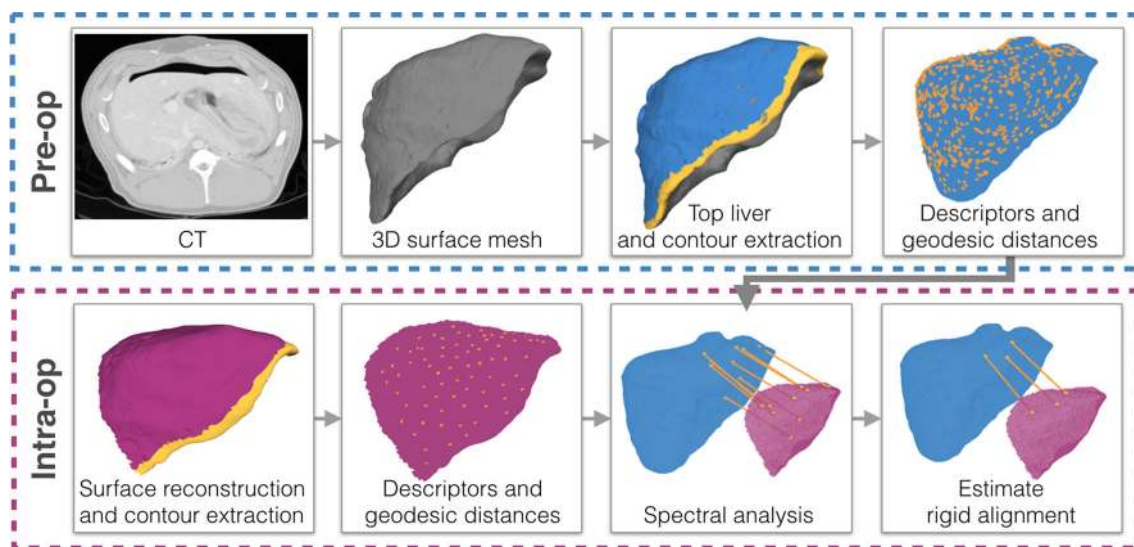 Pre-op
CT
3D surface mesh
Top liver
and contour extraction
Descriptors and
geodesic distances
Intra-op
Surface reconstruction
and contour extraction
Descriptors and
geodesic distances
Spectral analysis
Estimate
rigid alignment